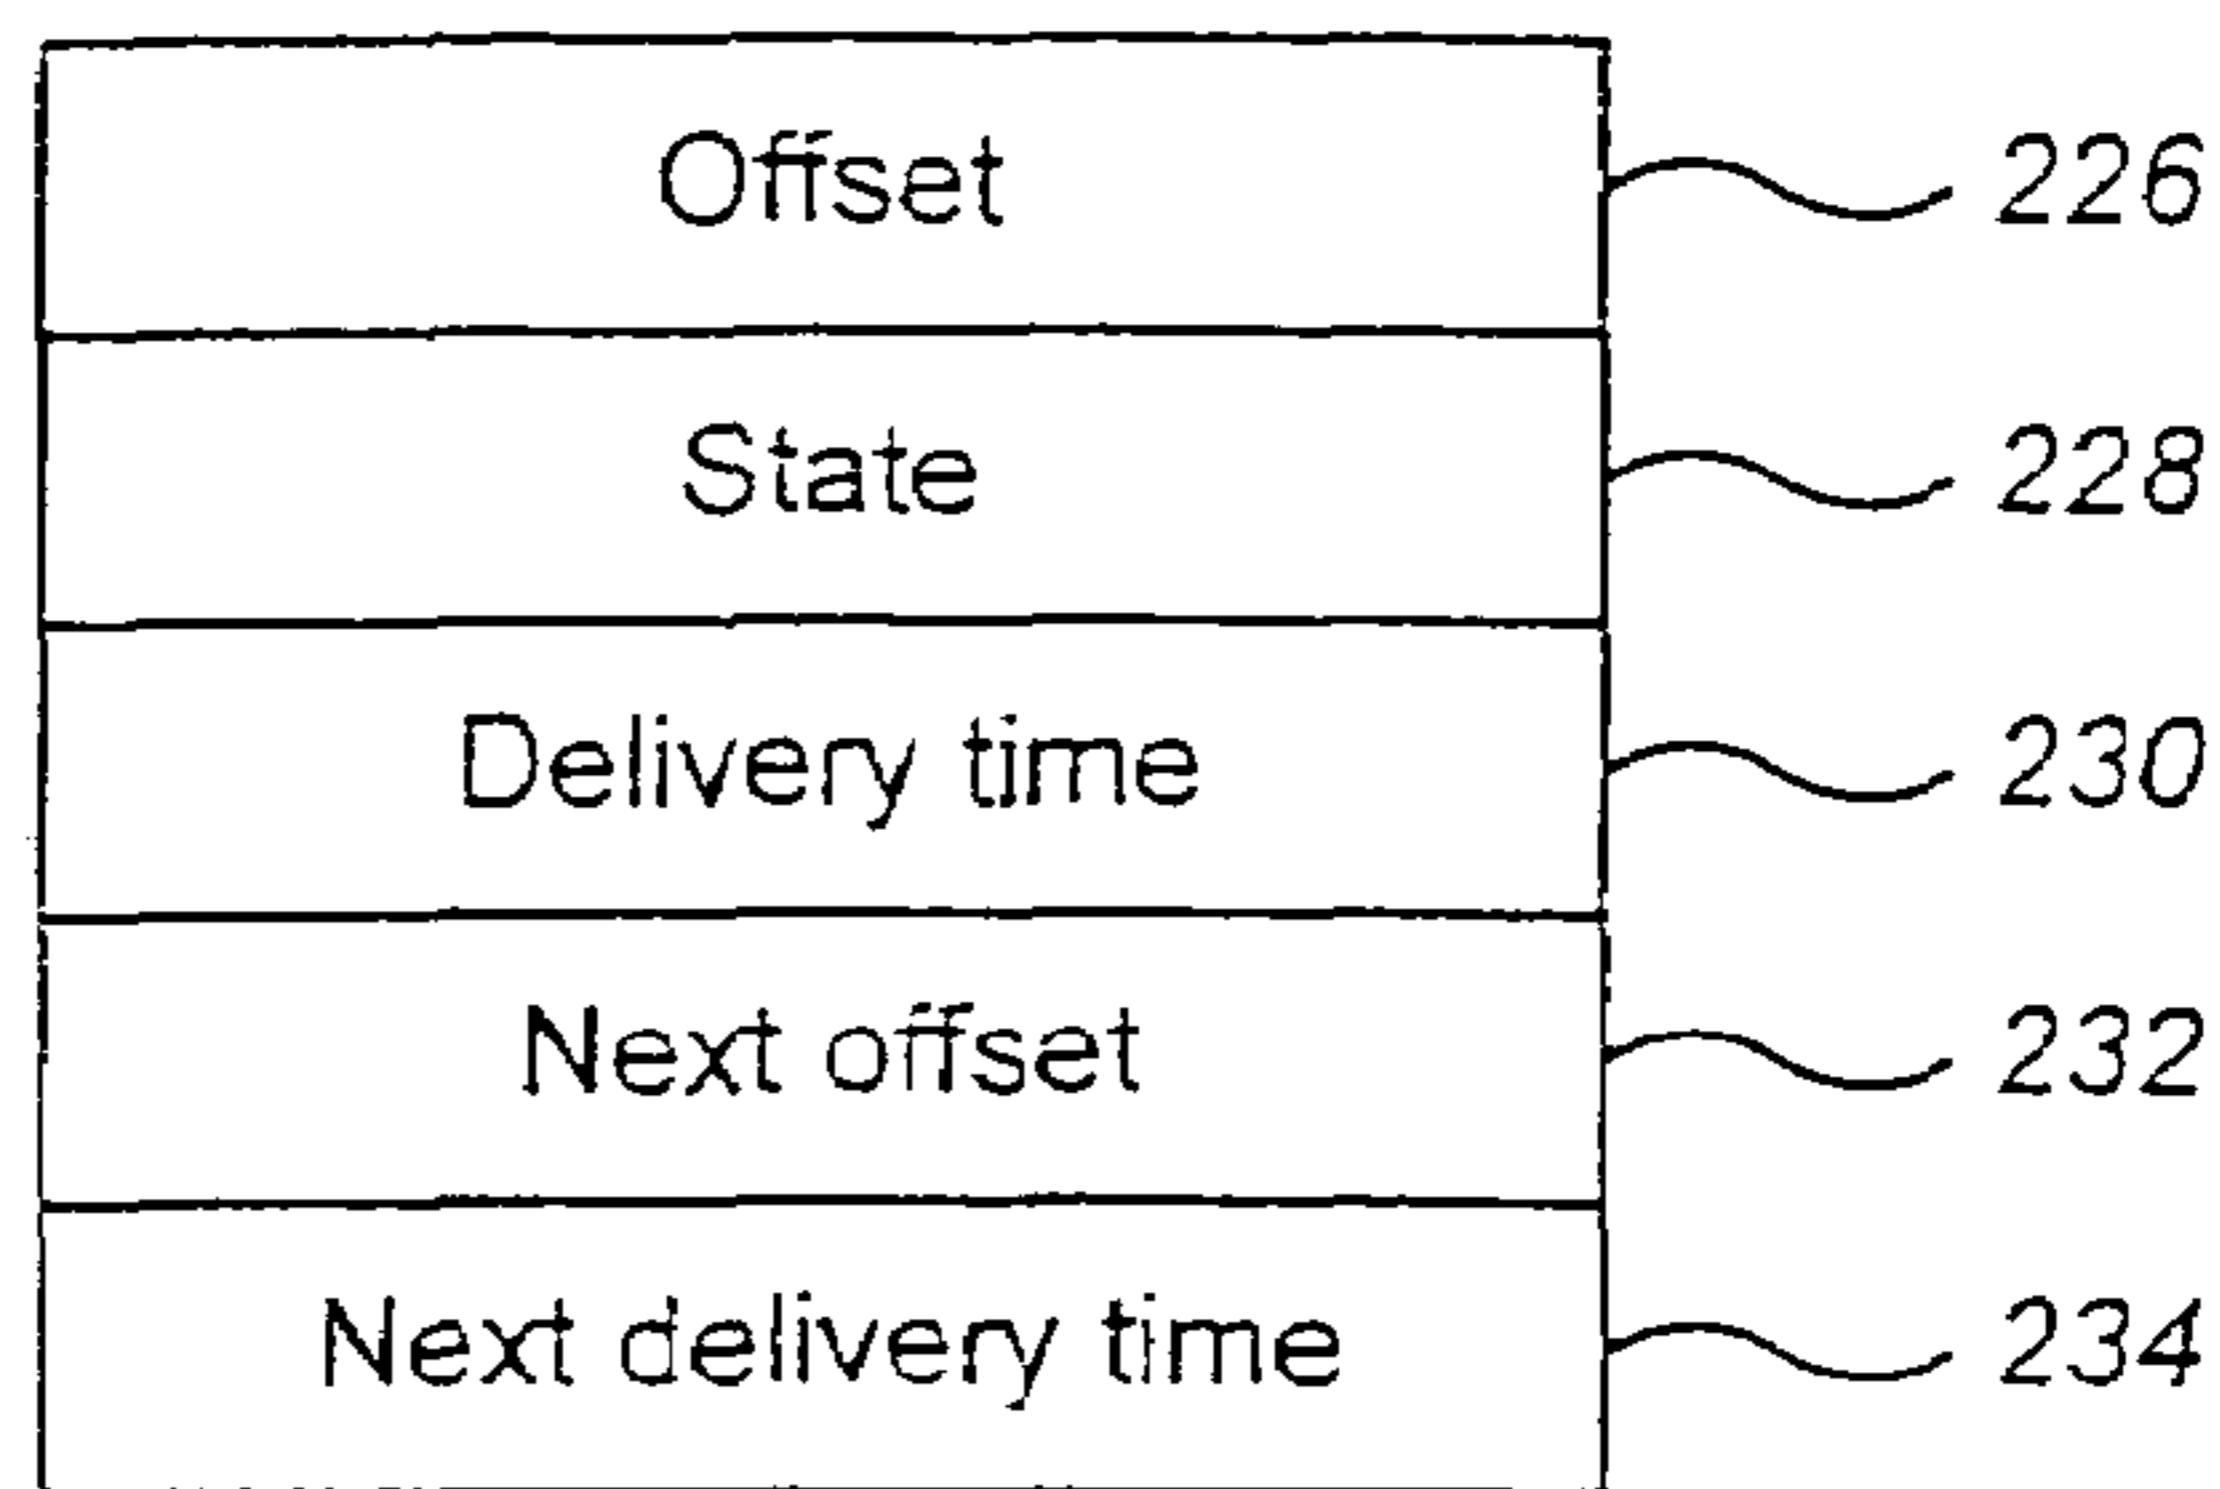 Offset 226
State 228
Delivery time 230
Next offset 232
Next delivery time 234